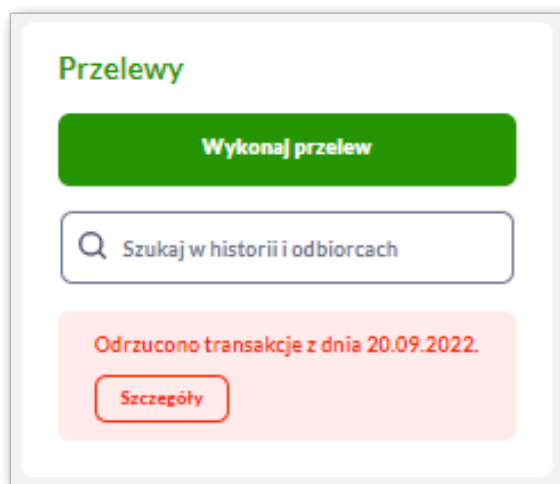 Przelewy
Wykonaj przelew
Szukaj w historii i odbiorcach
Odrzucono transakcje z dnia 20.09.2022.
Szczegóły